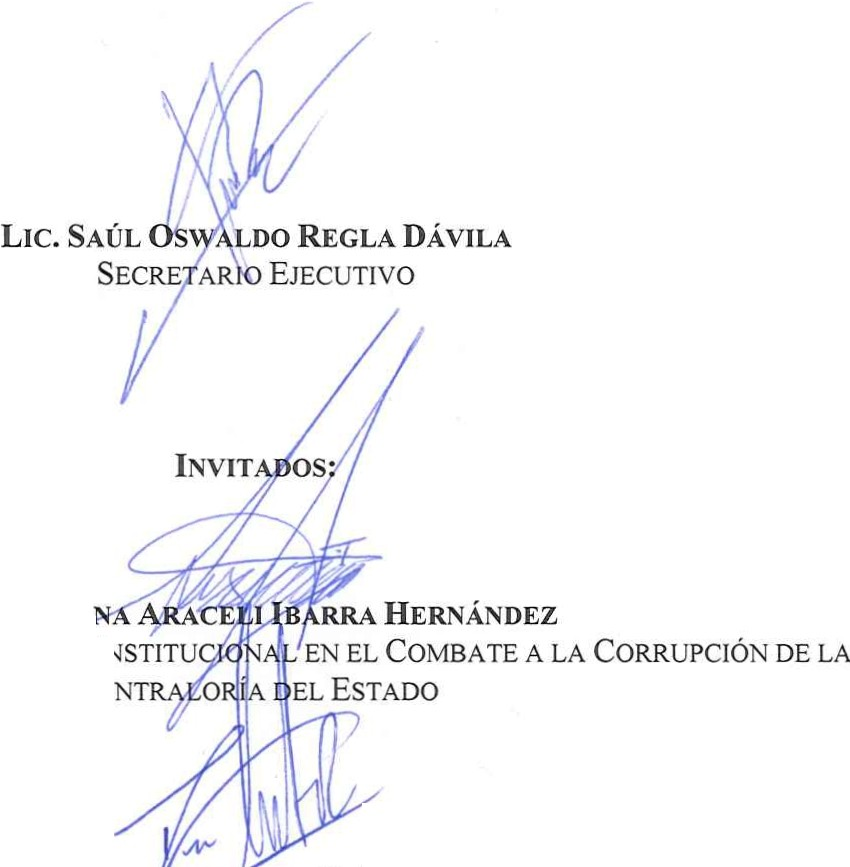 LIC. SAÚL OSWALDO REGLA DÁVILA
SECRETARIO EJECUTIVO
INVITADOS:
NA ARACELI IBARRA HERNÁNDEZ
NSTITUCIONAL EN EL COMBATE A LA CORRUPCIÓN DE LA
NTRALORÍA DEL ESTADO